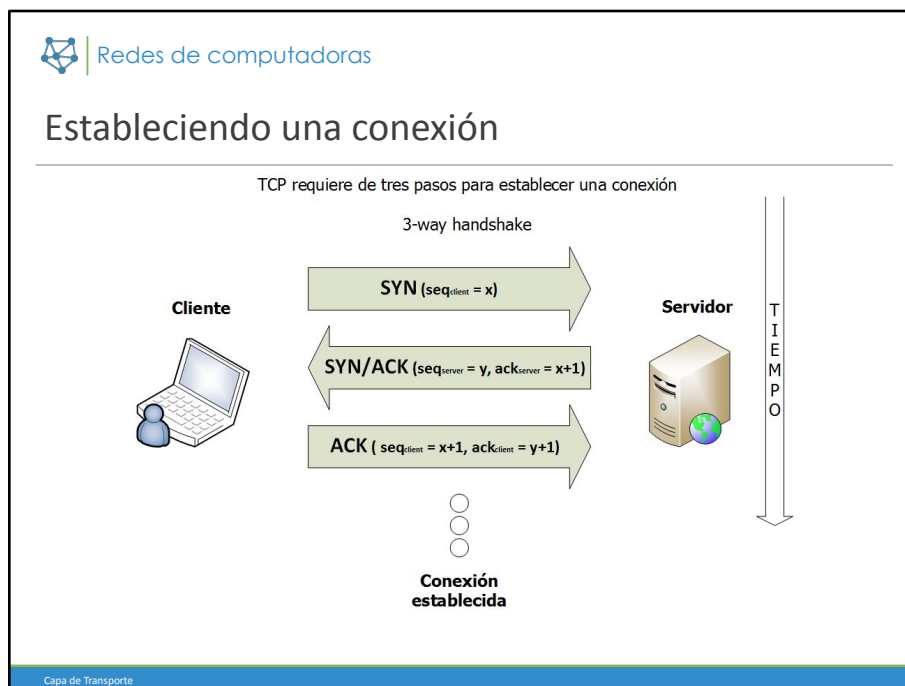 Redes de computadoras
Estableciendo una conexión
TCP requiere de tres pasos para establecer una conexión
3-way handshake
SYN (seqclient = x)
Cliente
Servidor
SYN/ACK (seqserver = y, ackserver = x+1)
ACK ( seqclient = x+1, ackclient = y+1)
T
I
E
M
P
O
Conexión
establecida
Capa de Transporte